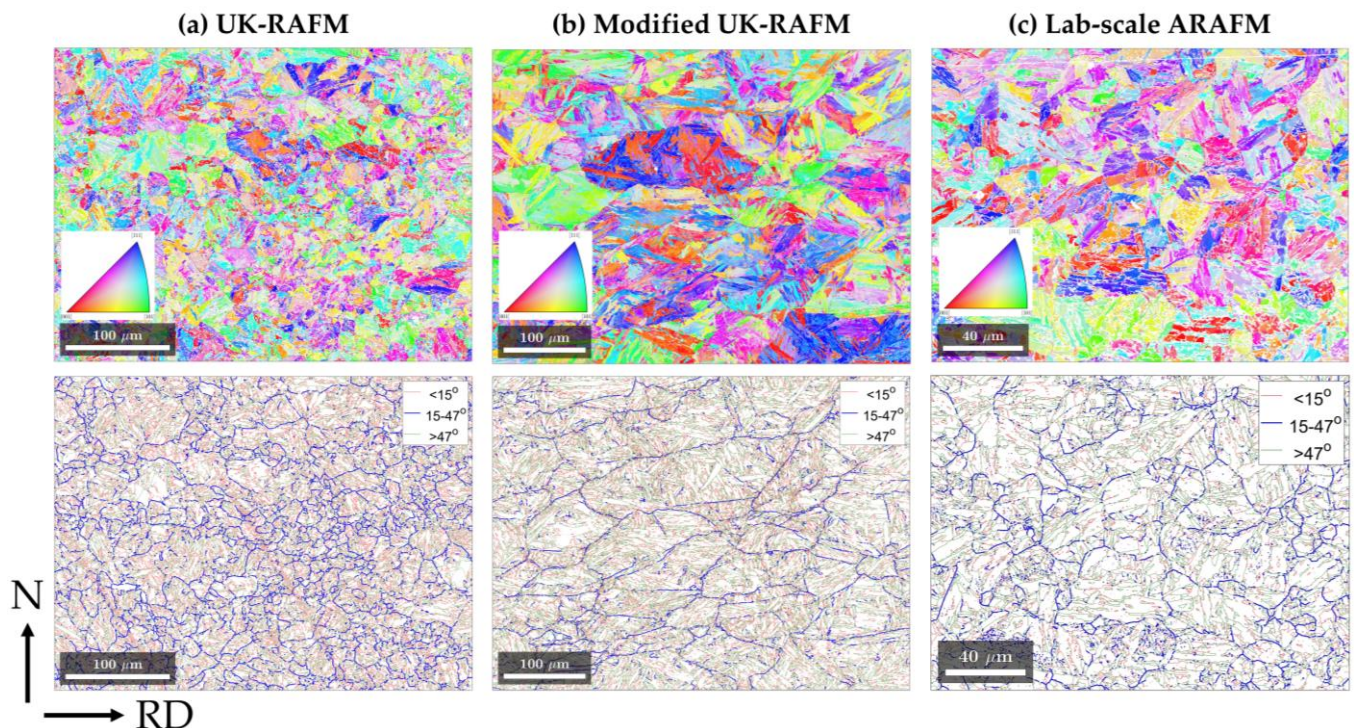 (a) UK-RAFM
(b) Modified UK-RAFM
(c) Lab-scale ARAFM
100 μm
100 μm
40 μm
<15°
15-47°
>47°
<15°
15-47°
>47°
<15°
15-47°
>47°
100 μm
100 μm
40 μm
N
RD